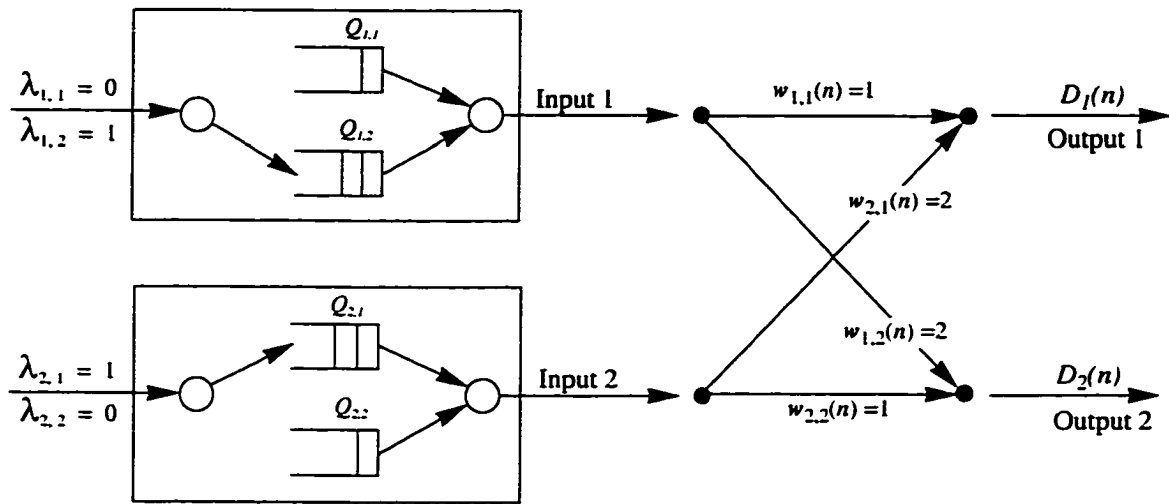 Q1,1
λ1,1 = 0
λ1,2 = 1
Q1,2
Input 1
w1,1(n)=1
D1(n)
Output 1
w2,1(n)=2
Q2,1
λ2,1 = 1
λ2,2 = 0
Q2,2
Input 2
w1,2(n)=2
w2,2(n)=1
D2(n)
Output 2